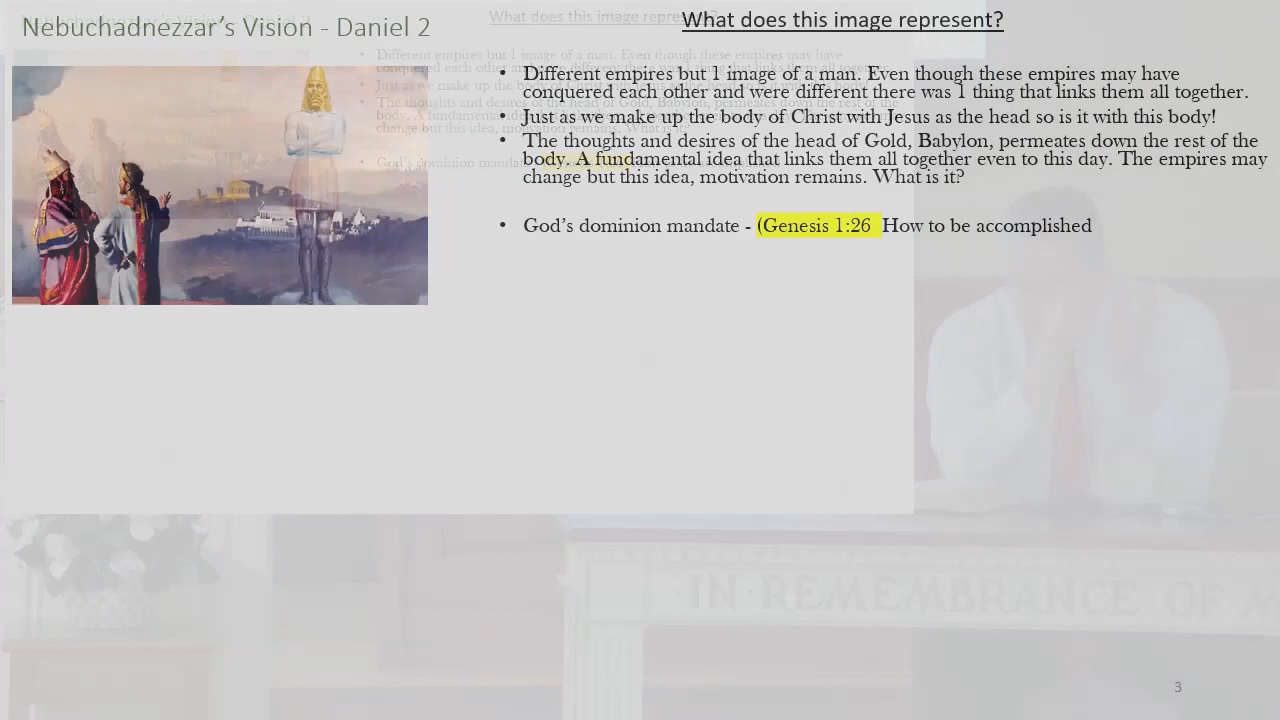 Nebuchadnezzar's Vision - Daniel 2
What does this image represent?
• Different empires but 1 image of a man. Even though these empires may have
conquered each other and were different there was 1 thing that links them all together.
• Just as we make up the body of Christ with Jesus as the head so is it with this body!
• The thoughts and desires of the head of Gold, Babylon, permeates down the rest of the
body. A fundamental idea that links them all together even to this day. The empires may
change but this idea, motivation remains. What is it?
• God's dominion mandate - (Genesis 1:26 How to be accomplished
IN·REMEMBRANCE·OF·M
3